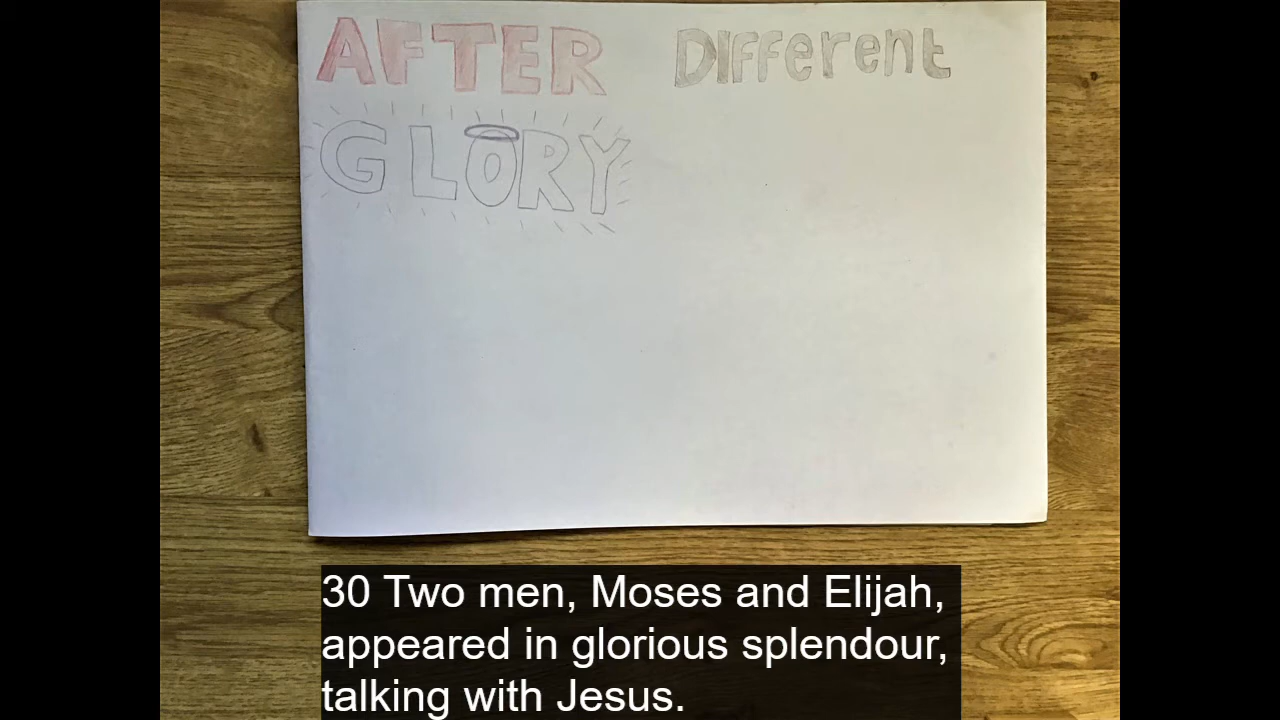 AFTER DIFFerent
GLORY
30 Two men, Moses and Elijah,
appeared in glorious splendour,
talking with Jesus.